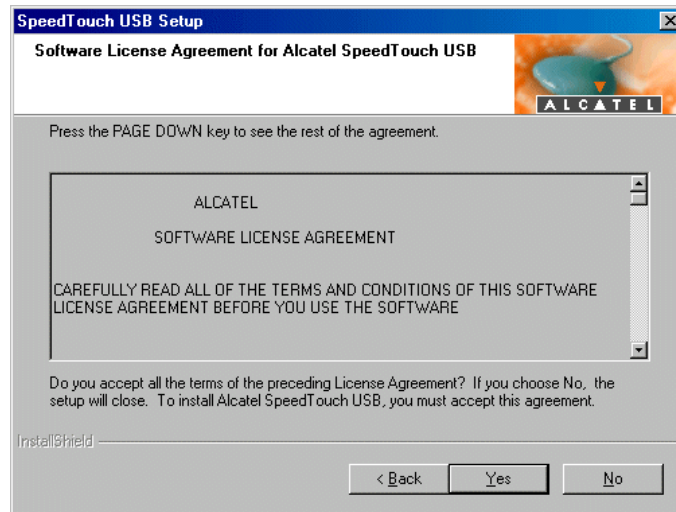 SpeedTouch USB Setup
Software License Agreement for Alcatel SpeedTouch USB
ALCATEL
Press the PAGE DOWN key to see the rest of the agreement.
ALCATEL
SOFTWARE LICENSE AGREEMENT
CAREFULLY READ ALL OF THE TERMS AND CONDITIONS OF THIS SOFTWARE
LICENSE AGREEMENT BEFORE YOU USE THE SOFTWARE
Do you accept all the terms of the preceding License Agreement? If you choose No, the
setup will close. To install Alcatel SpeedTouch USB, you must accept this agreement.
InstallShield
< Back Yes No